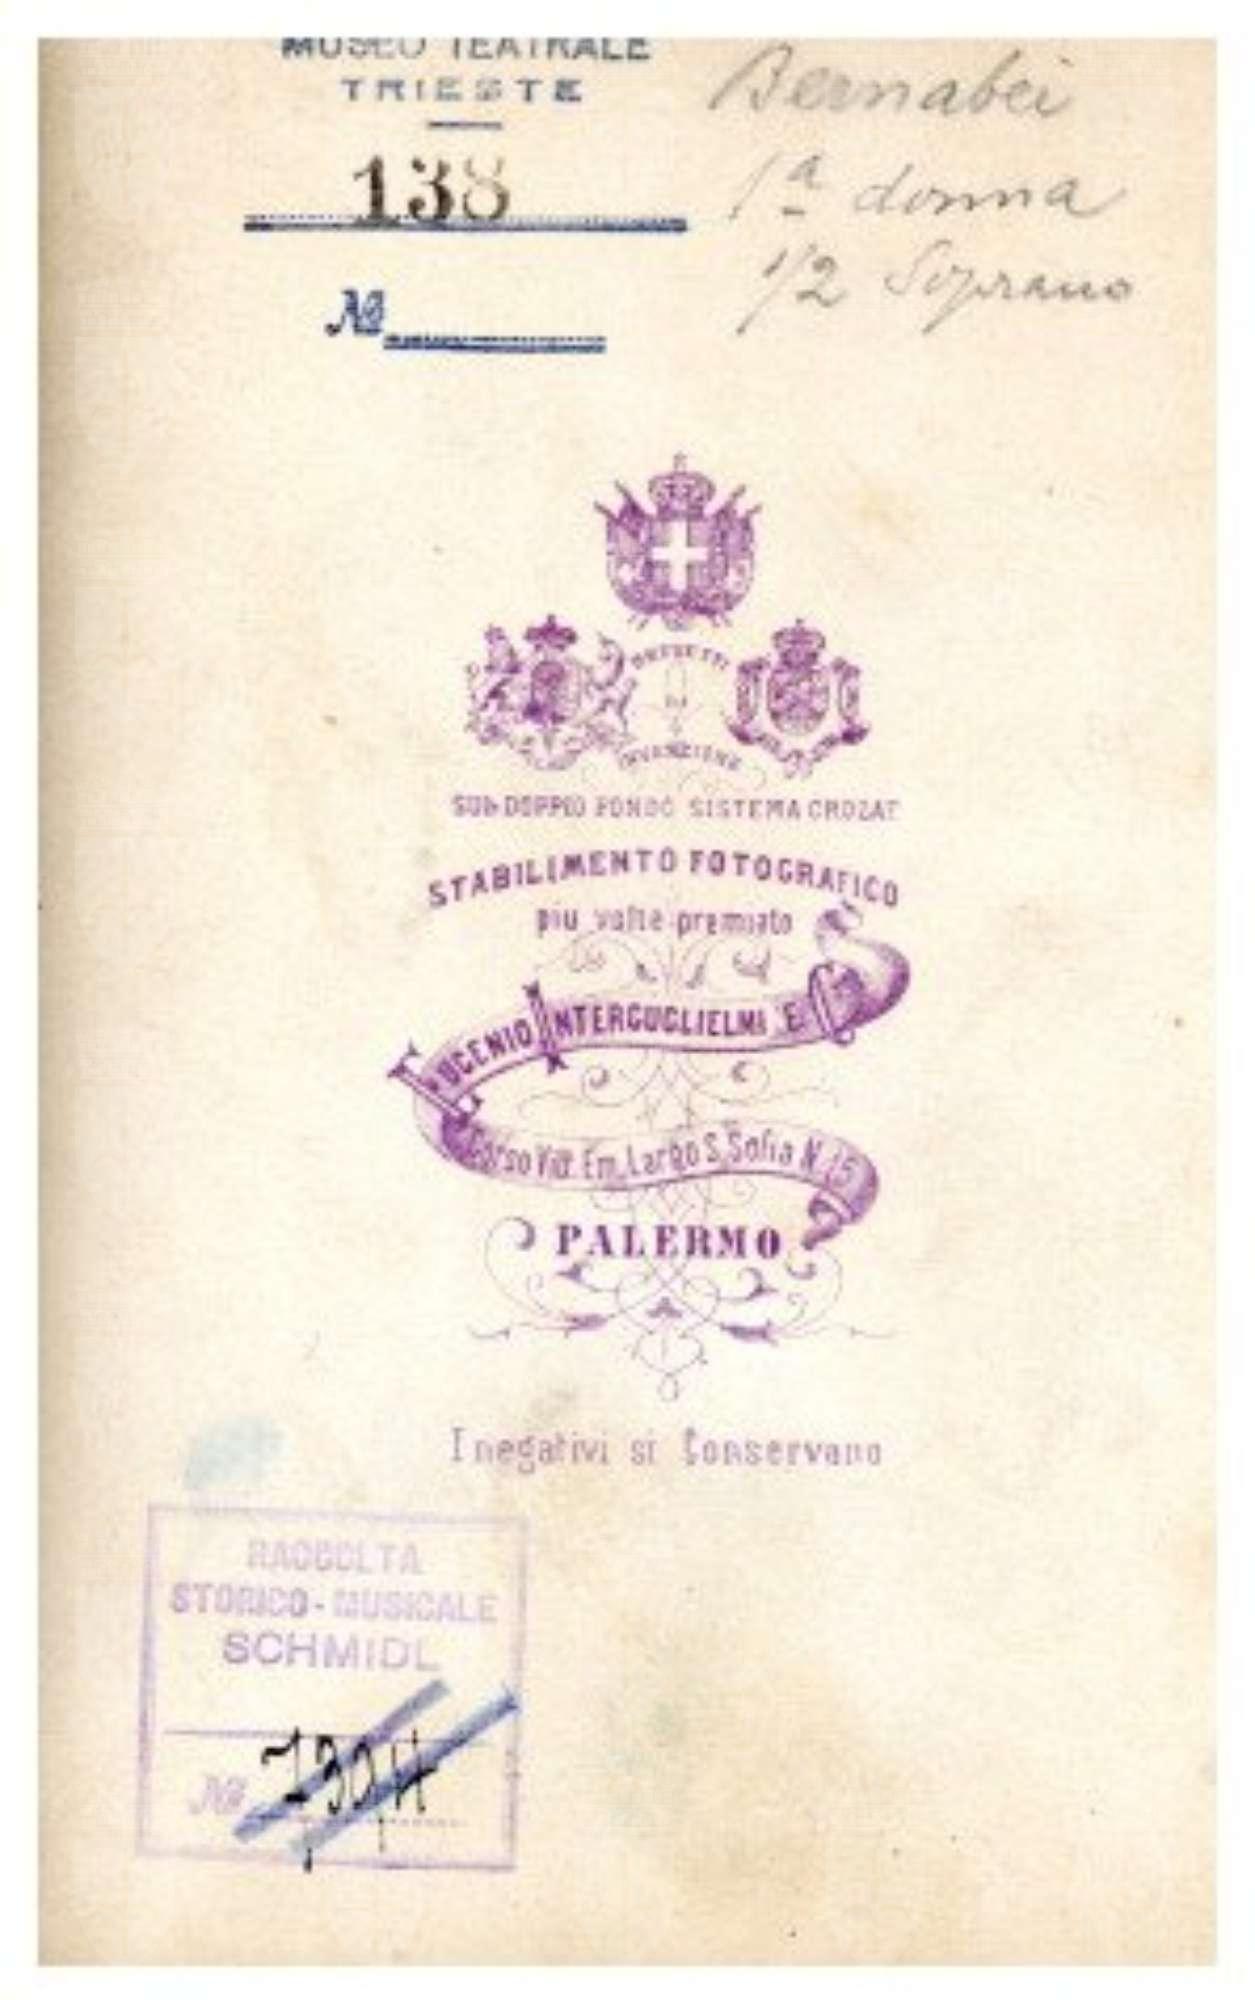 MUSEO TEATRALE
TRIESTE
138
№
Bernabei
1ª donna
1/2 Soprano
BREVETTI
INVENZIONE
SUL DOPPIO FONDO SISTEMA CROZAT
STABILIMENTO FOTOGRAFICO
più volte premiato
EUGENIO INTERGUGLIELMI E C.
Corso Vitt. Em. Largo S. Sofia N. 15
PALERMO
I negativi si Conservano
RACCOLTA
STORICO-MUSICALE
SCHMIDL
№